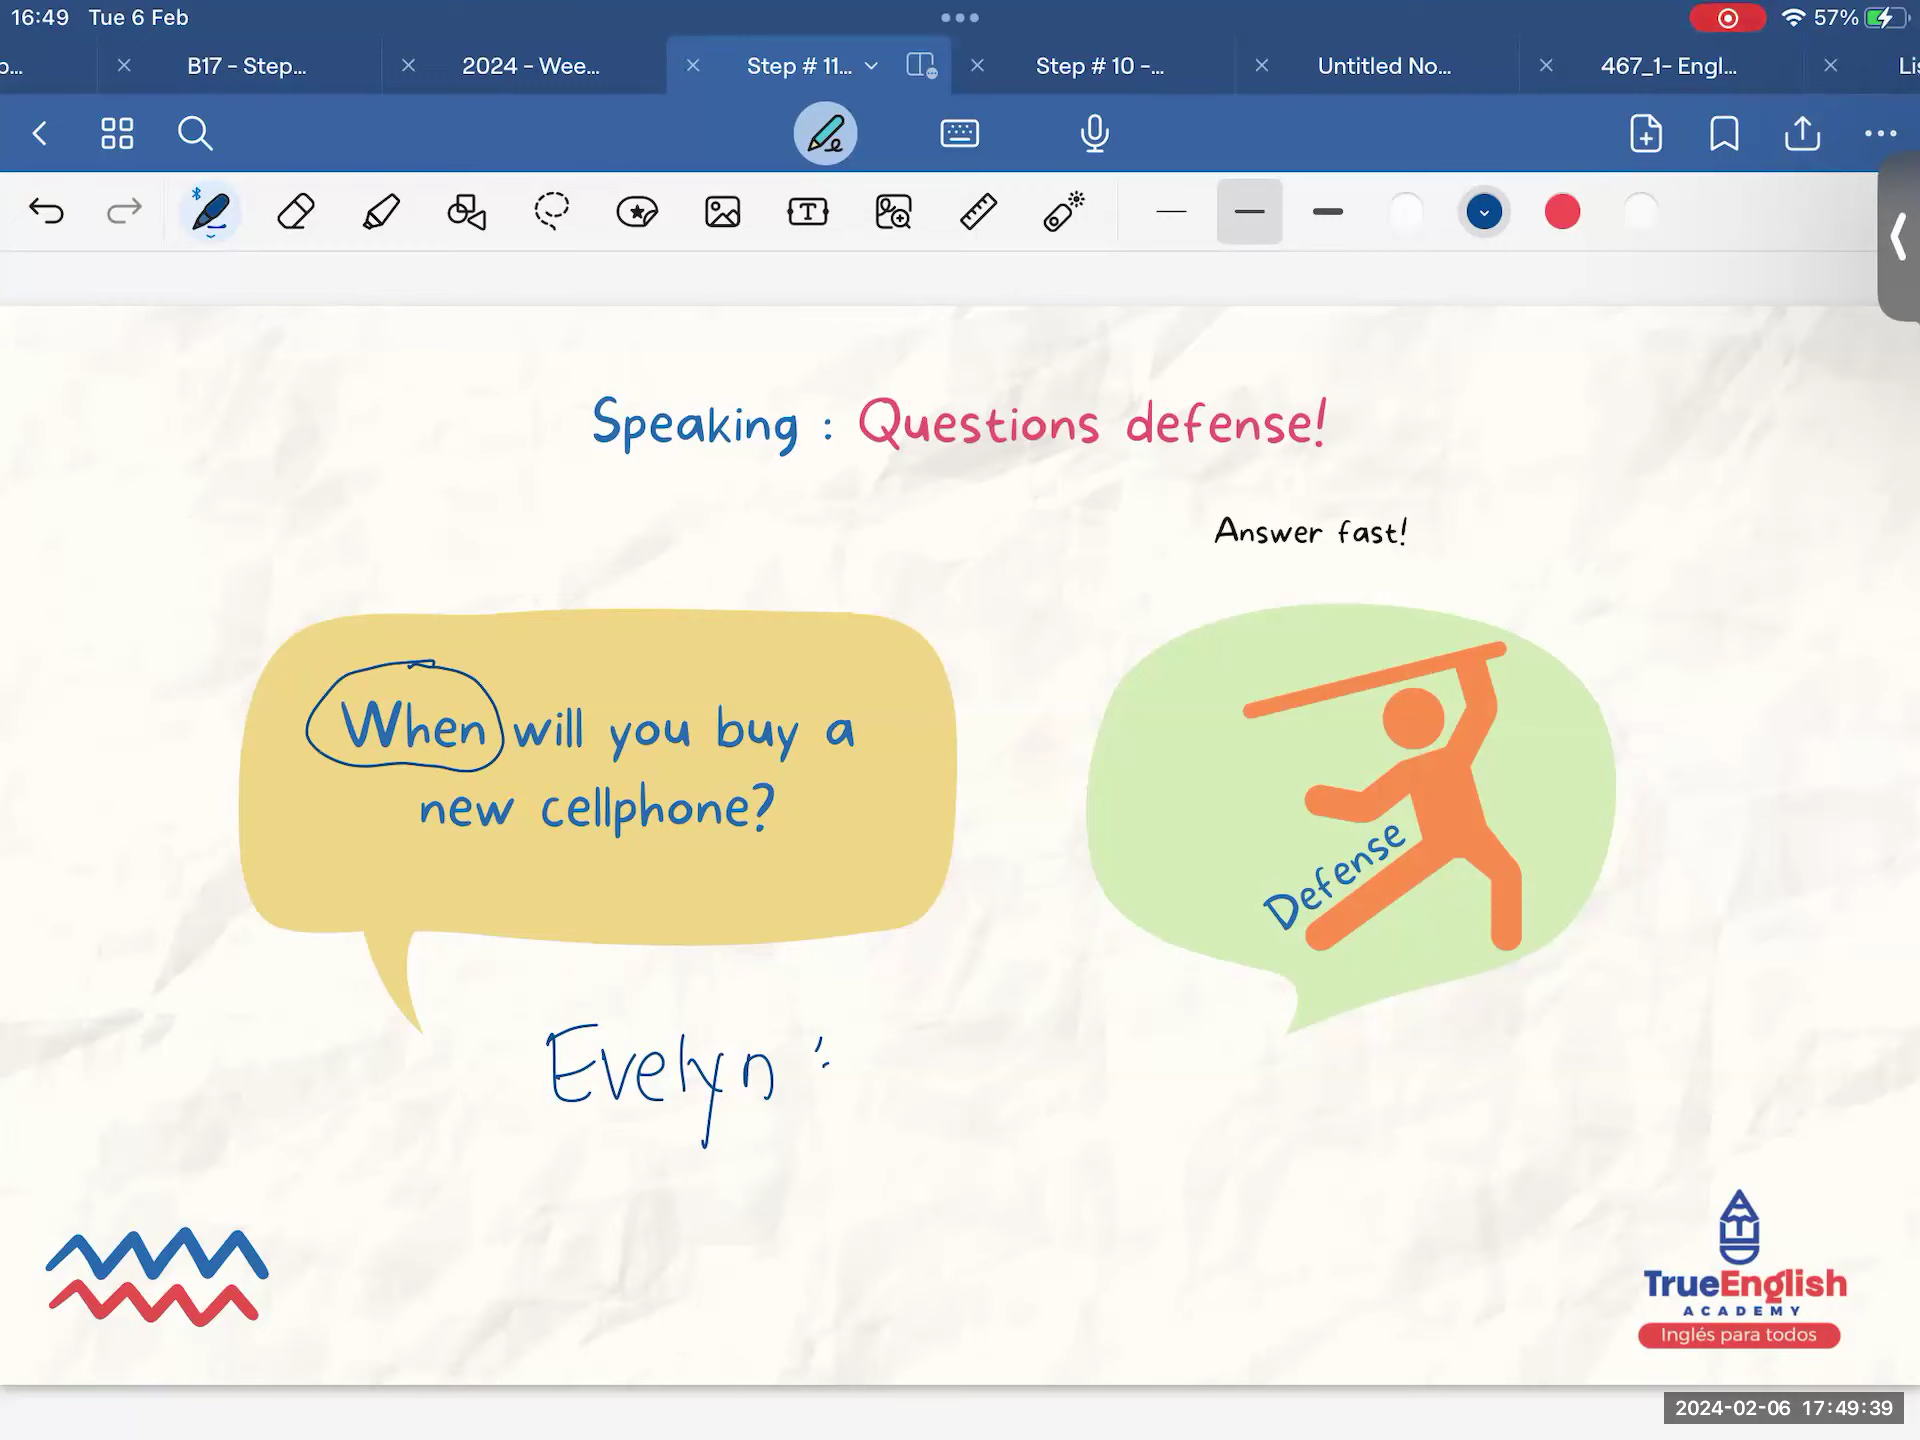 16:49 Tue 6 Feb
57%
B17 - Step...
2024 - Wee...
Step # 11...
Step # 10 -...
Untitled No...
467_1- Engl...
Lis
Speaking : Questions defense!
Answer fast!
When will you buy a
new cellphone?
Defense
Evelyn :
TrueEnglish
ACADEMY
Inglés para todos
2024-02-06 17:49:39